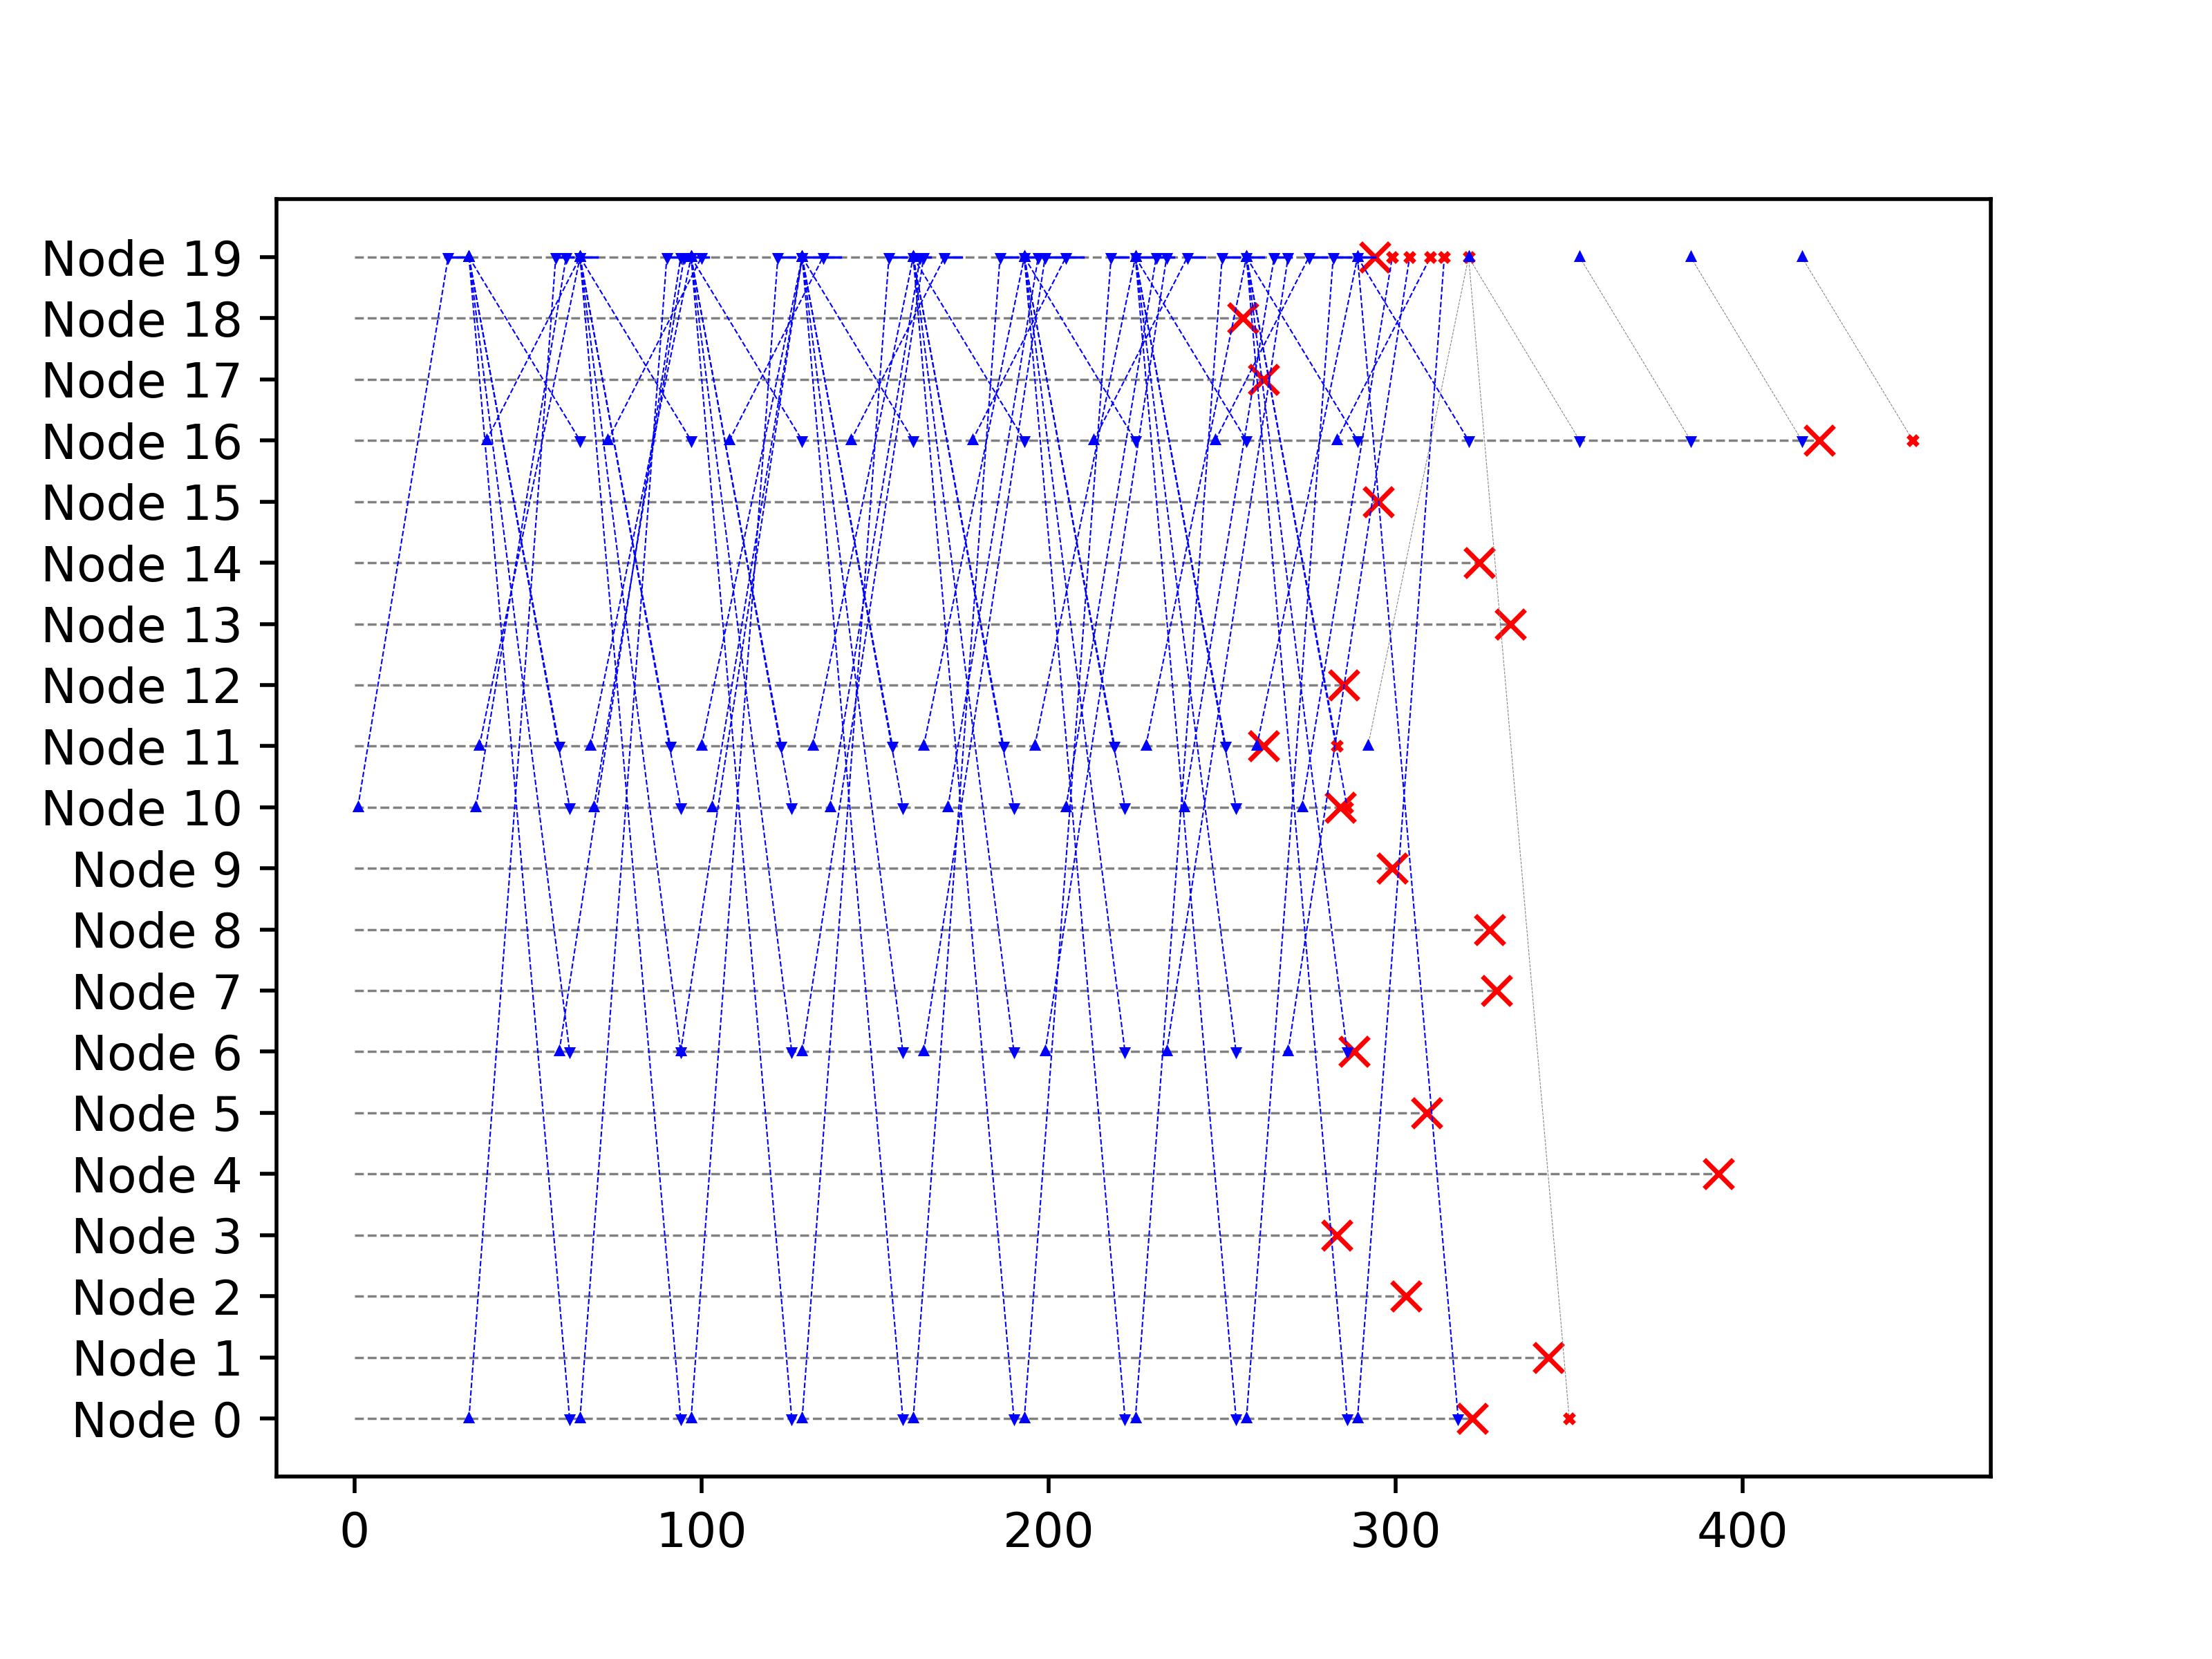 Node 19
Node 18
Node 17
Node 16
Node 15
Node 14
Node 13
Node 12
Node 11
Node 10
Node 9
Node 8
Node 7
Node 6
Node 5
Node 4
Node 3
Node 2
Node 1
Node 0
0 100 200 300 400